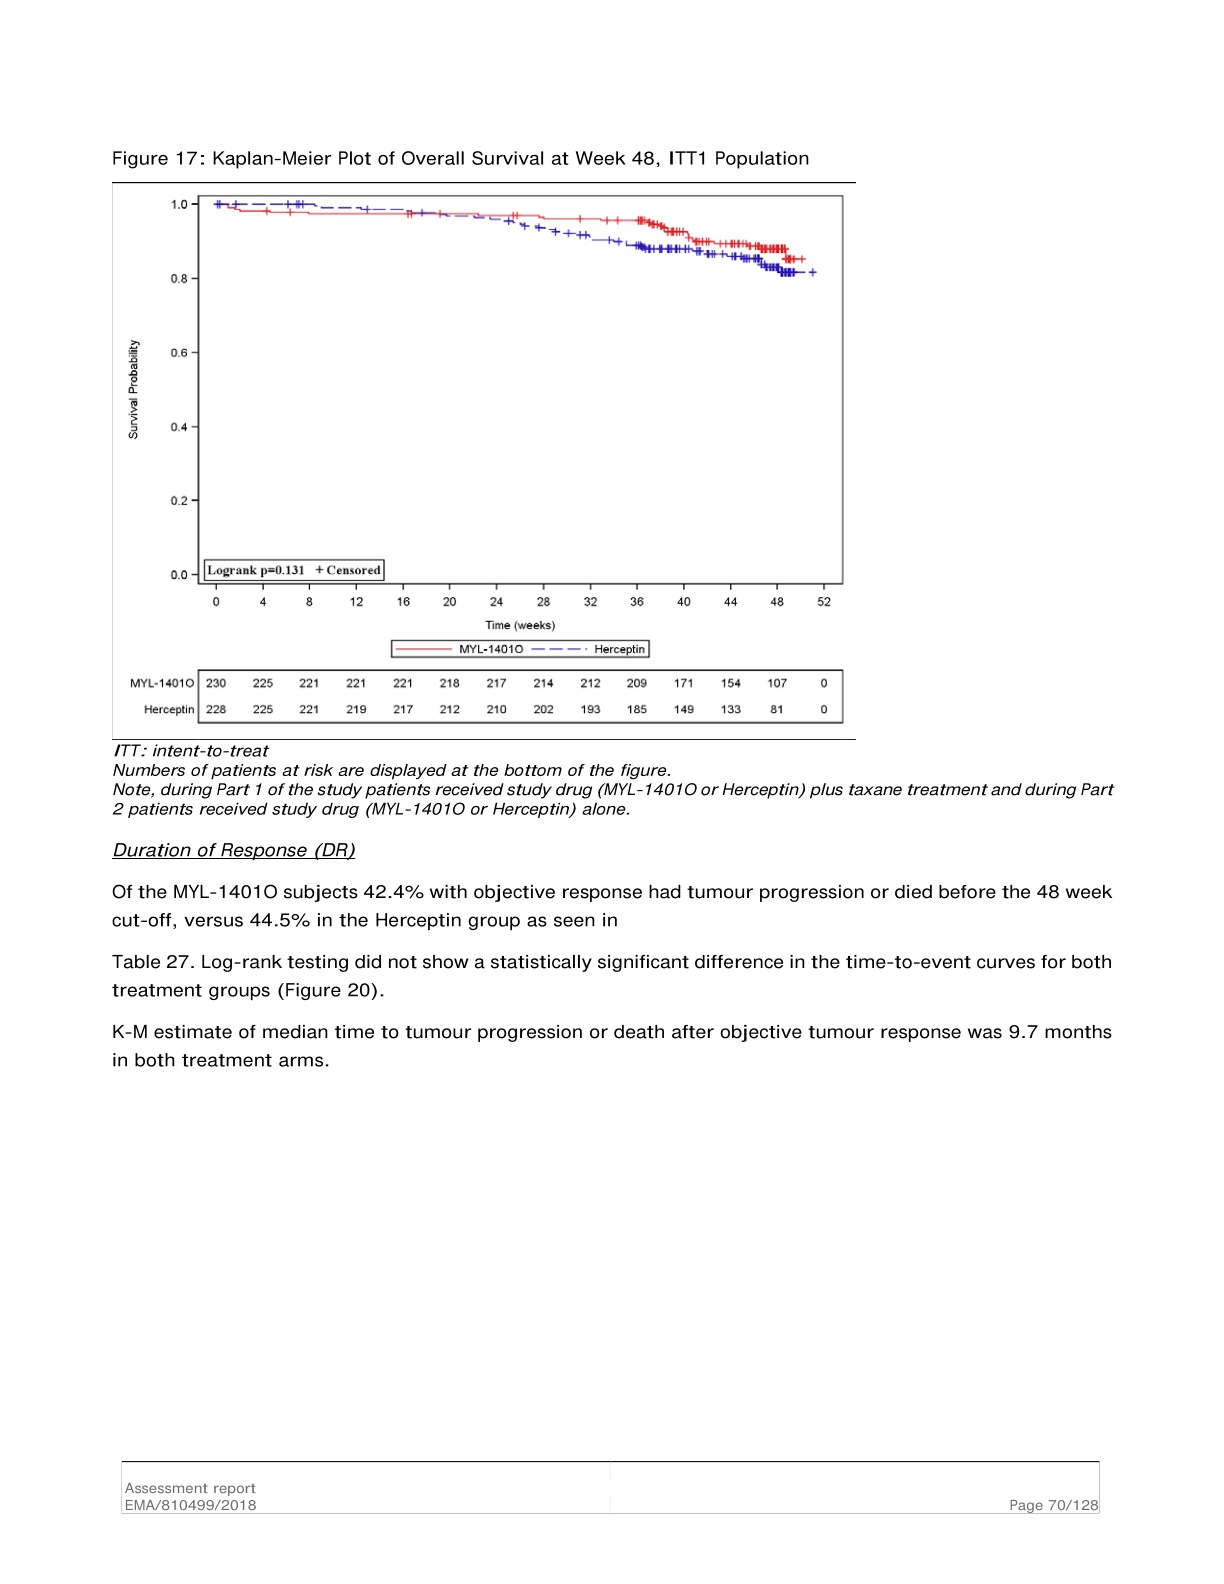 Figure 17: Kaplan-Meier Plot of Overall Survival at Week 48, ITT1 Population
1.0
0.8
0.6
0.4
0.2
0.0
Survival Probability
Logrank p=0.131 + Censored
0 4 8 12 16 20 24 28 32 36 40 44 48 52
Time (weeks)
MYL-1401O Herceptin
MYL-1401O 230 225 221 221 221 218 217 214 212 209 171 154 107 0
Herceptin 228 225 221 219 217 212 210 202 193 185 149 133 81 0
ITT: intent-to-treat
Numbers of patients at risk are displayed at the bottom of the figure.
Note, during Part 1 of the study patients received study drug (MYL-1401O or Herceptin) plus taxane treatment and during Part
2 patients received study drug (MYL-1401O or Herceptin) alone.
Duration of Response (DR)
Of the MYL-1401O subjects 42.4% with objective response had tumour progression or died before the 48 week
cut-off, versus 44.5% in the Herceptin group as seen in
Table 27. Log-rank testing did not show a statistically significant difference in the time-to-event curves for both
treatment groups (Figure 20).
K-M estimate of median time to tumour progression or death after objective tumour response was 9.7 months
in both treatment arms.
Assessment report
EMA/810499/2018 Page 70/128